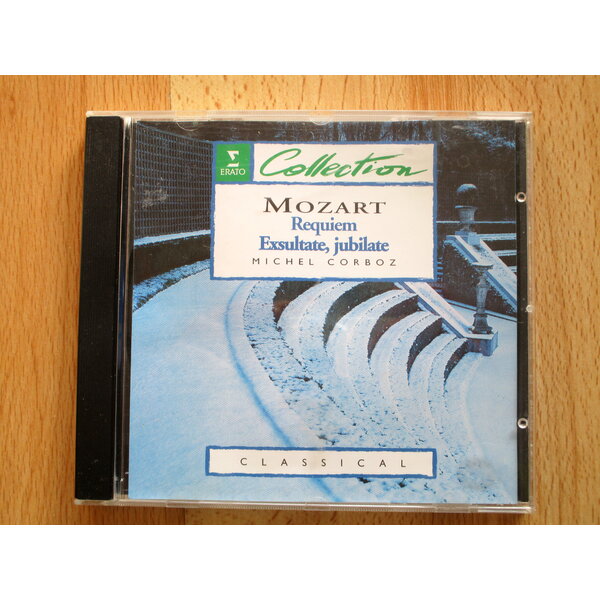 Σ
ERATO
Collection
MOZART
Requiem
Exsultate, jubilate
MICHEL CORBOZ
CLASSICAL